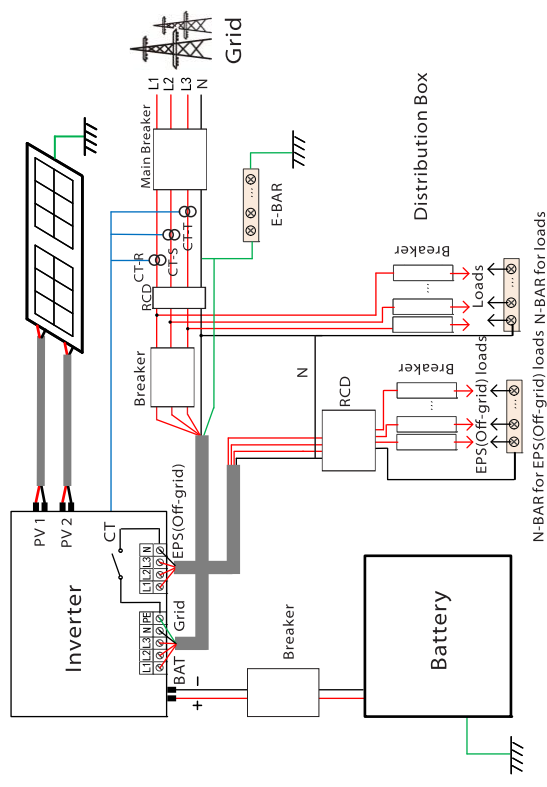 Grid
L1
L2
L3
N
Main Breaker
CT-R
CT-S
CT-T
RCD
Breaker
E-BAR
Distribution Box
Breaker
...
Loads
N-BAR for loads
N
RCD
Breaker
...
EPS(Off-grid) loads
N-BAR for EPS(Off-grid) loads
PV 1
PV 2
CT
Inverter
L1 L2 L3 N
EPS(Off-grid)
L1 L2 L3 N PE
Grid
BAT
+ −
Breaker
Battery